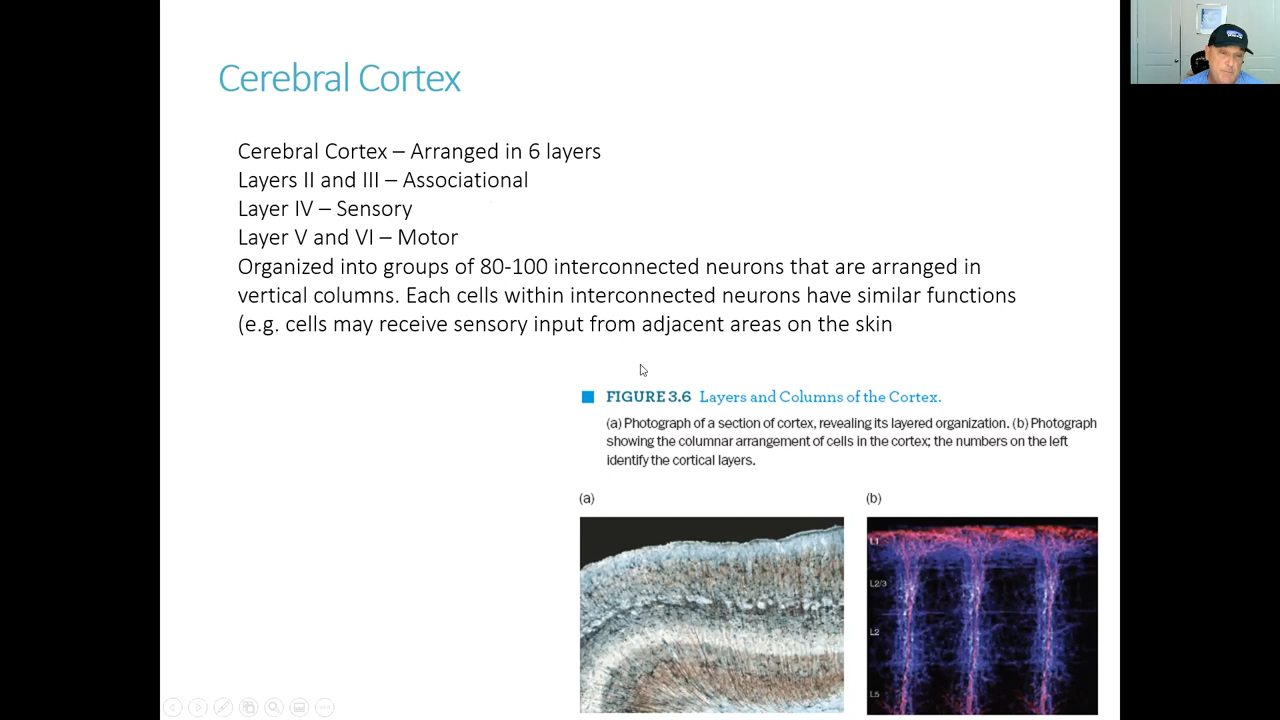 Cerebral Cortex
Cerebral Cortex – Arranged in 6 layers
Layers II and III – Associational
Layer IV – Sensory
Layer V and VI – Motor
Organized into groups of 80-100 interconnected neurons that are arranged in
vertical columns. Each cells within interconnected neurons have similar functions
(e.g. cells may receive sensory input from adjacent areas on the skin
FIGURE 3.6 Layers and Columns of the Cortex.
(a) Photograph of a section of cortex, revealing its layered organization. (b) Photograph
showing the columnar arrangement of cells in the cortex; the numbers on the left
identify the cortical layers.
(a)
(b)
L1
L2/3
L2
L5